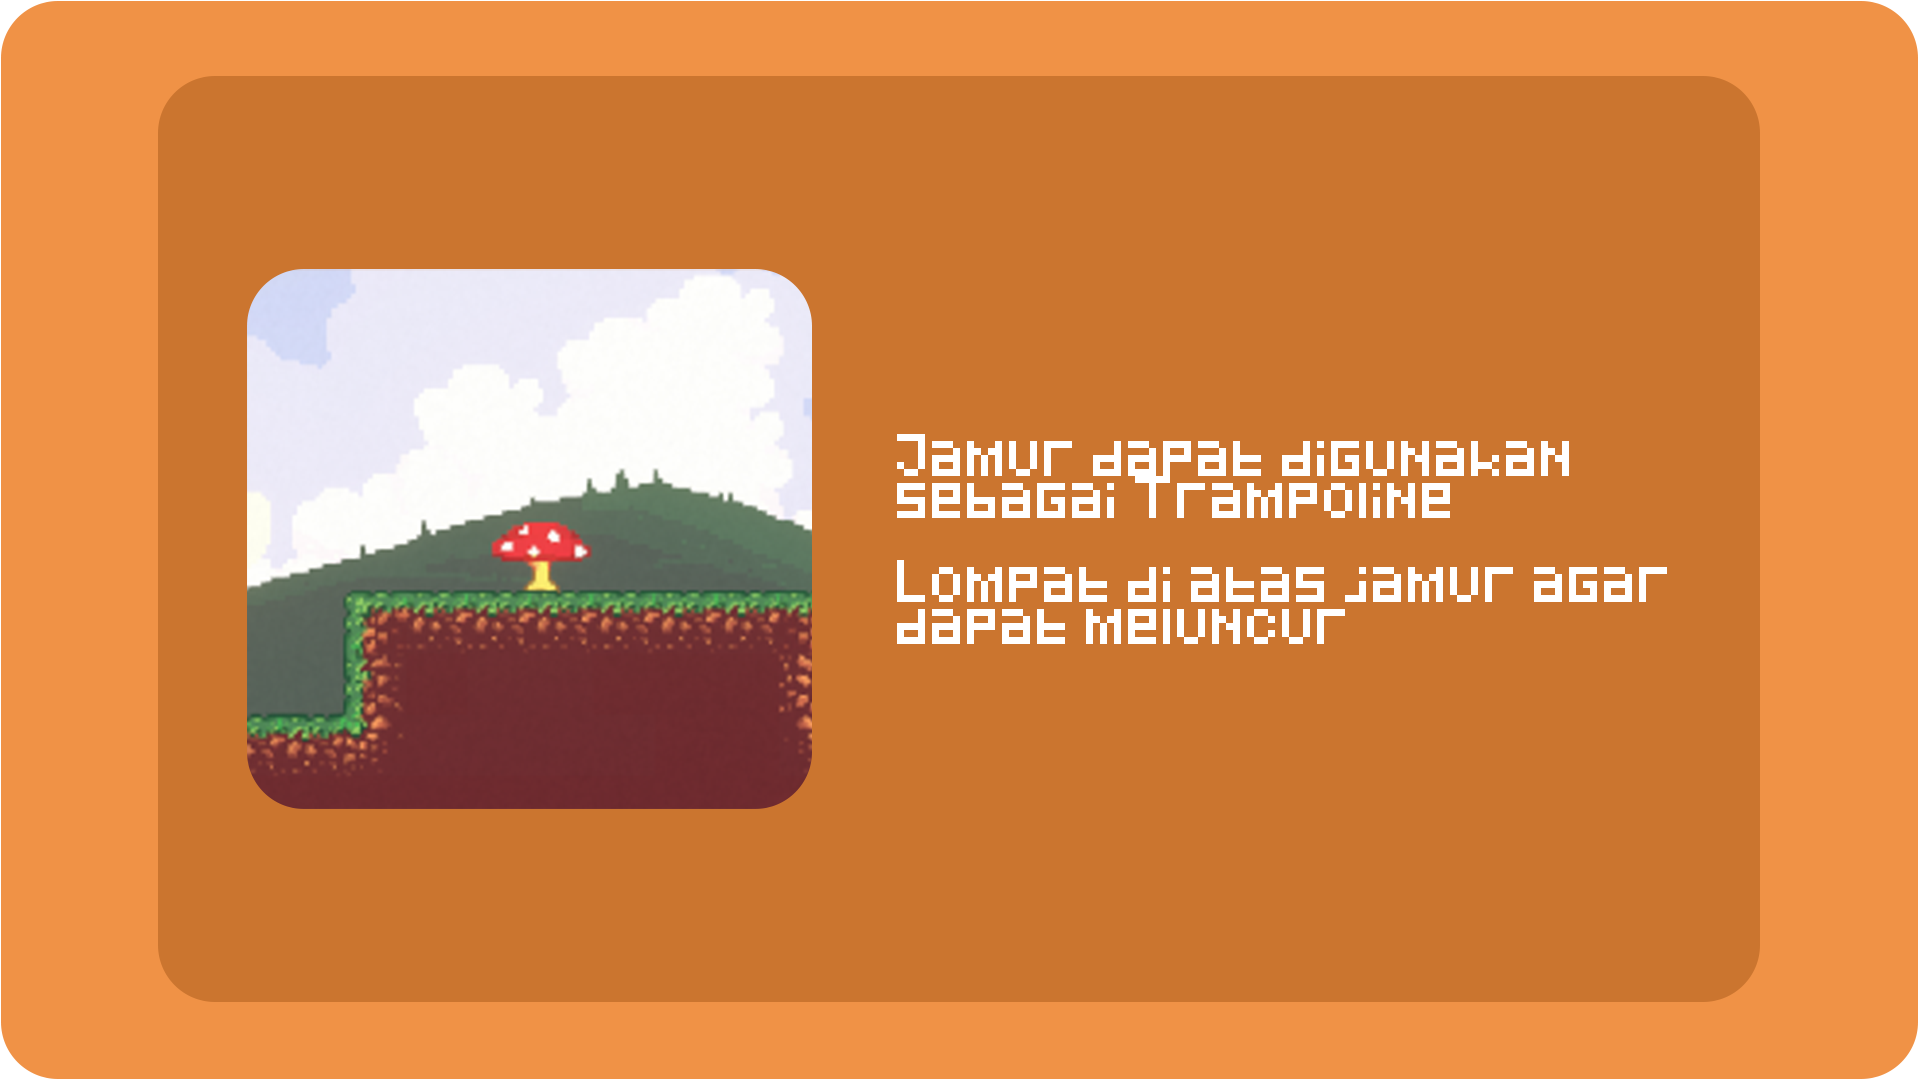 Jamur dapat digunakan
sebagai Trampoline
Lompat di atas jamur agar
dapat meluncur